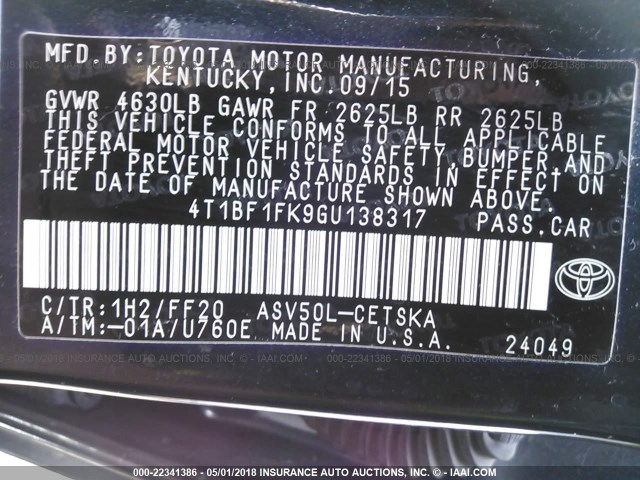 MFD. BY: TOYOTA MOTOR MANUFACTURING,
KENTUCKY, INC. 09/15
GVWR 4630LB GAWR FR 2625LB RR 2625LB
THIS VEHICLE CONFORMS TO ALL APPLICABLE
FEDERAL MOTOR VEHICLE SAFETY BUMPER, AND
THEFT PREVENTION STANDARDS IN EFFECT ON
THE DATE OF MANUFACTURE SHOWN ABOVE.
4T1BF1FK9GU138317 PASS.CAR
C/TR:1H2/FF20 ASV50L-CETSKA
A/TM:-01A/U760E. MADE IN U.S.A. 24049
000-22341386 - 05/01/2018 INSURANCE AUTO AUCTIONS - WWW.IAAI.COM